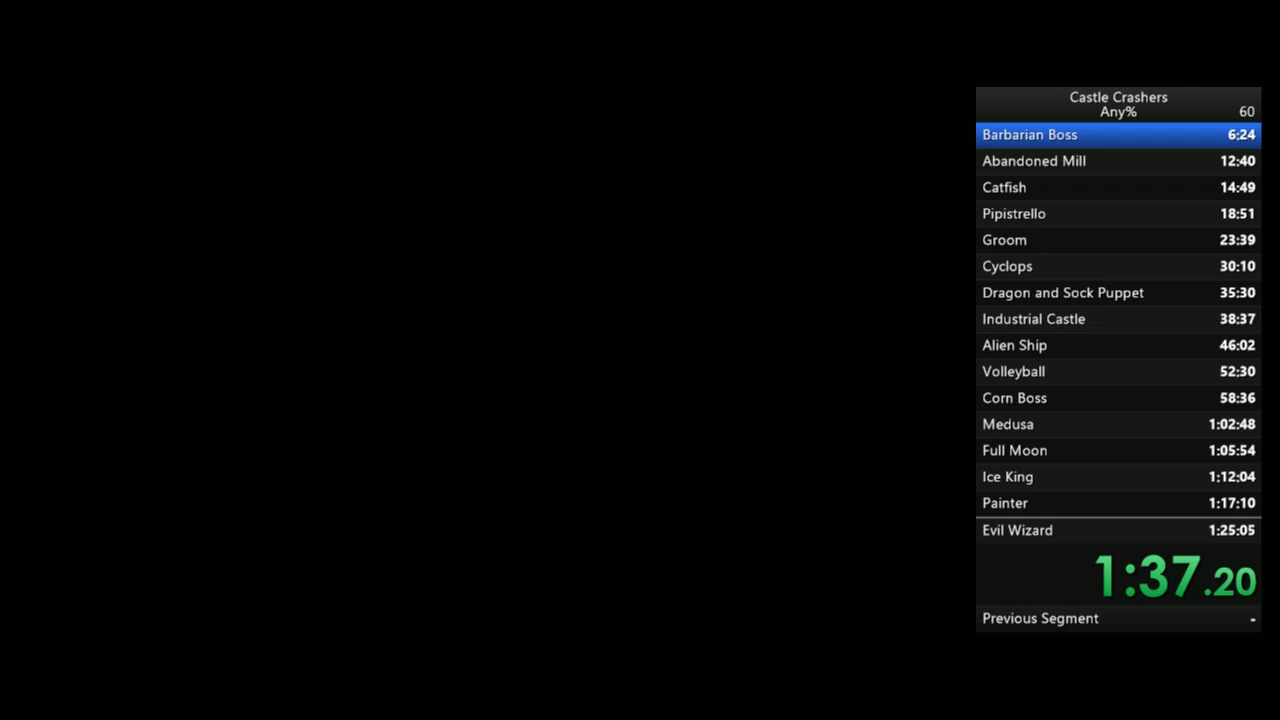 Castle Crashers
Any% 60
Barbarian Boss 6:24
Abandoned Mill 12:40
Catfish 14:49
Pipistrello 18:51
Groom 23:39
Cyclops 30:10
Dragon and Sock Puppet 35:30
Industrial Castle 38:37
Alien Ship 46:02
Volleyball 52:30
Corn Boss 58:36
Medusa 1:02:48
Full Moon 1:05:54
Ice King 1:12:04
Painter 1:17:10
Evil Wizard 1:25:05
1:37.20
Previous Segment -